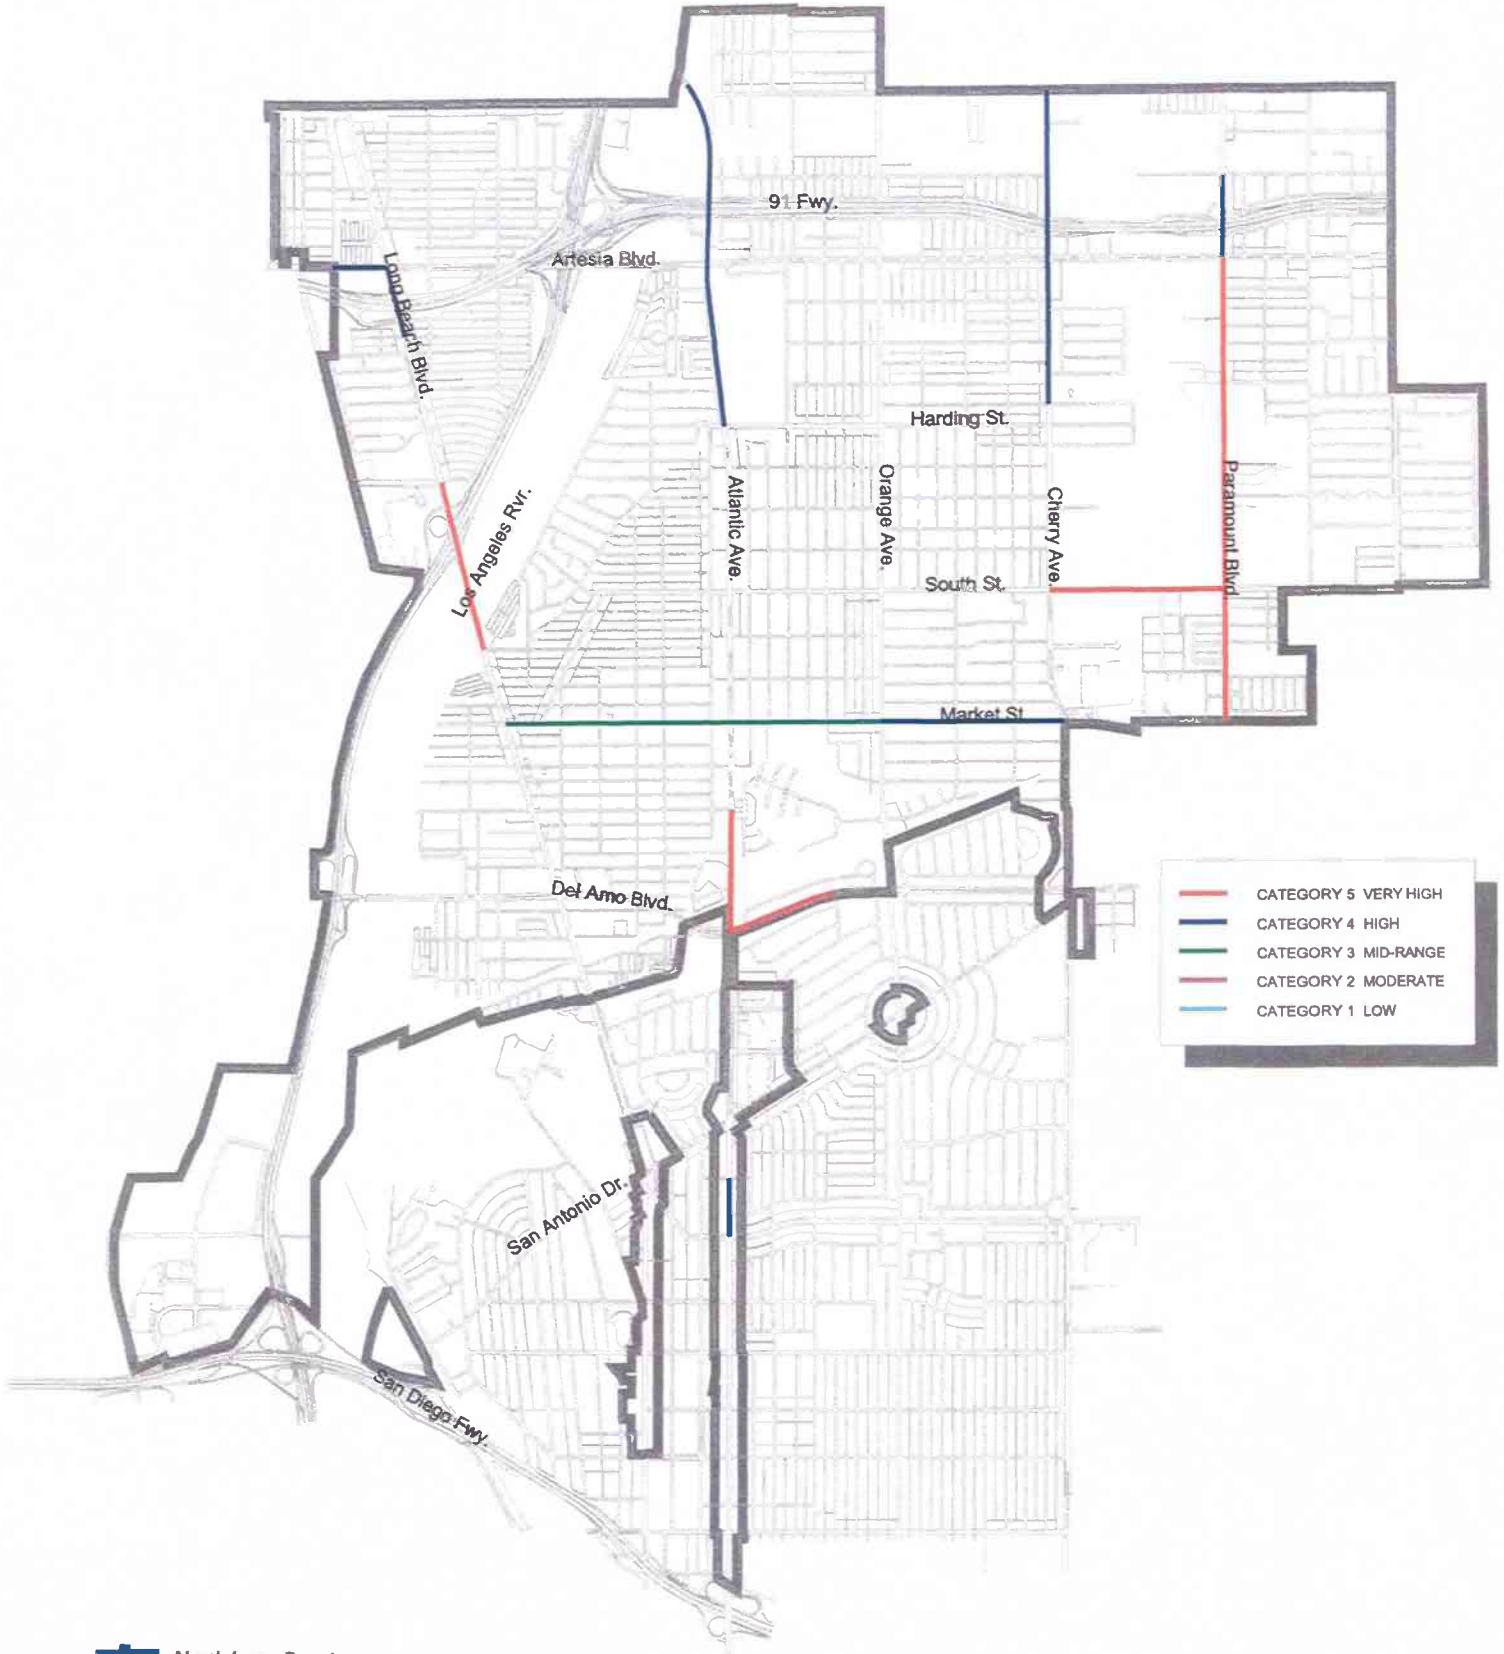 91 Fwy.
Artesia Blvd.
Long Beach Blvd.
Harding St.
Los Angeles Rvr.
Atlantic Ave.
Orange Ave.
Cherry Ave.
Paramount Blvd
South St.
Market St
Del Amo Blvd.
CATEGORY 5 VERY HIGH
CATEGORY 4 HIGH
CATEGORY 3 MID-RANGE
CATEGORY 2 MODERATE
CATEGORY 1 LOW
San Antonio Dr.
San Diego Fwy.